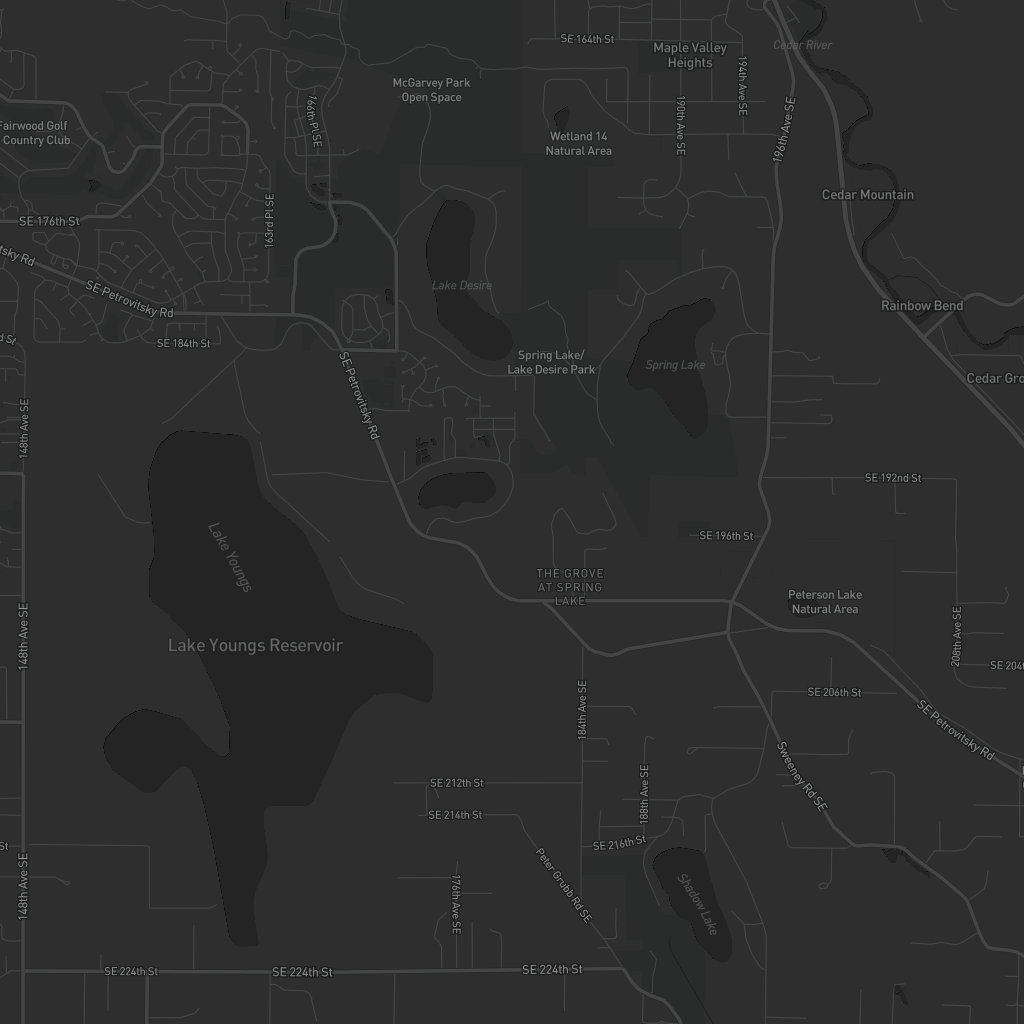 SE 164th St
Cedar River
Maple Valley
Heights
194th Ave SE
McGarvey Park
Open Space
166th Pl SE
190th Ave SE
196th Ave SE
Fairwood Golf
Country Club
Wetland 14
Natural Area
Cedar Mountain
SE 176th St
163rd Pl SE
SE Petrovitsky Rd
Lake Desire
Rainbow Bend
SE 184th St
Spring Lake/
Lake Desire Park
Spring Lake
Cedar Gro
SE Petrovitsky Rd
148th Ave SE
SE 192nd St
Lake Youngs
SE 196th St
THE GROVE
AT SPRING
LAKE
Peterson Lake
Natural Area
148th Ave SE
Lake Youngs Reservoir
208th Ave SE
SE 204t
184th Ave SE
SE 206th St
SE Petrovitsky Rd
Sweeney Rd SE
SE 212th St
188th Ave SE
SE 214th St
SE 216th St
St
148th Ave SE
176th Ave SE
Peter Grubb Rd SE
Shadow Lake
SE 224th St
SE 224th St
SE 224th St